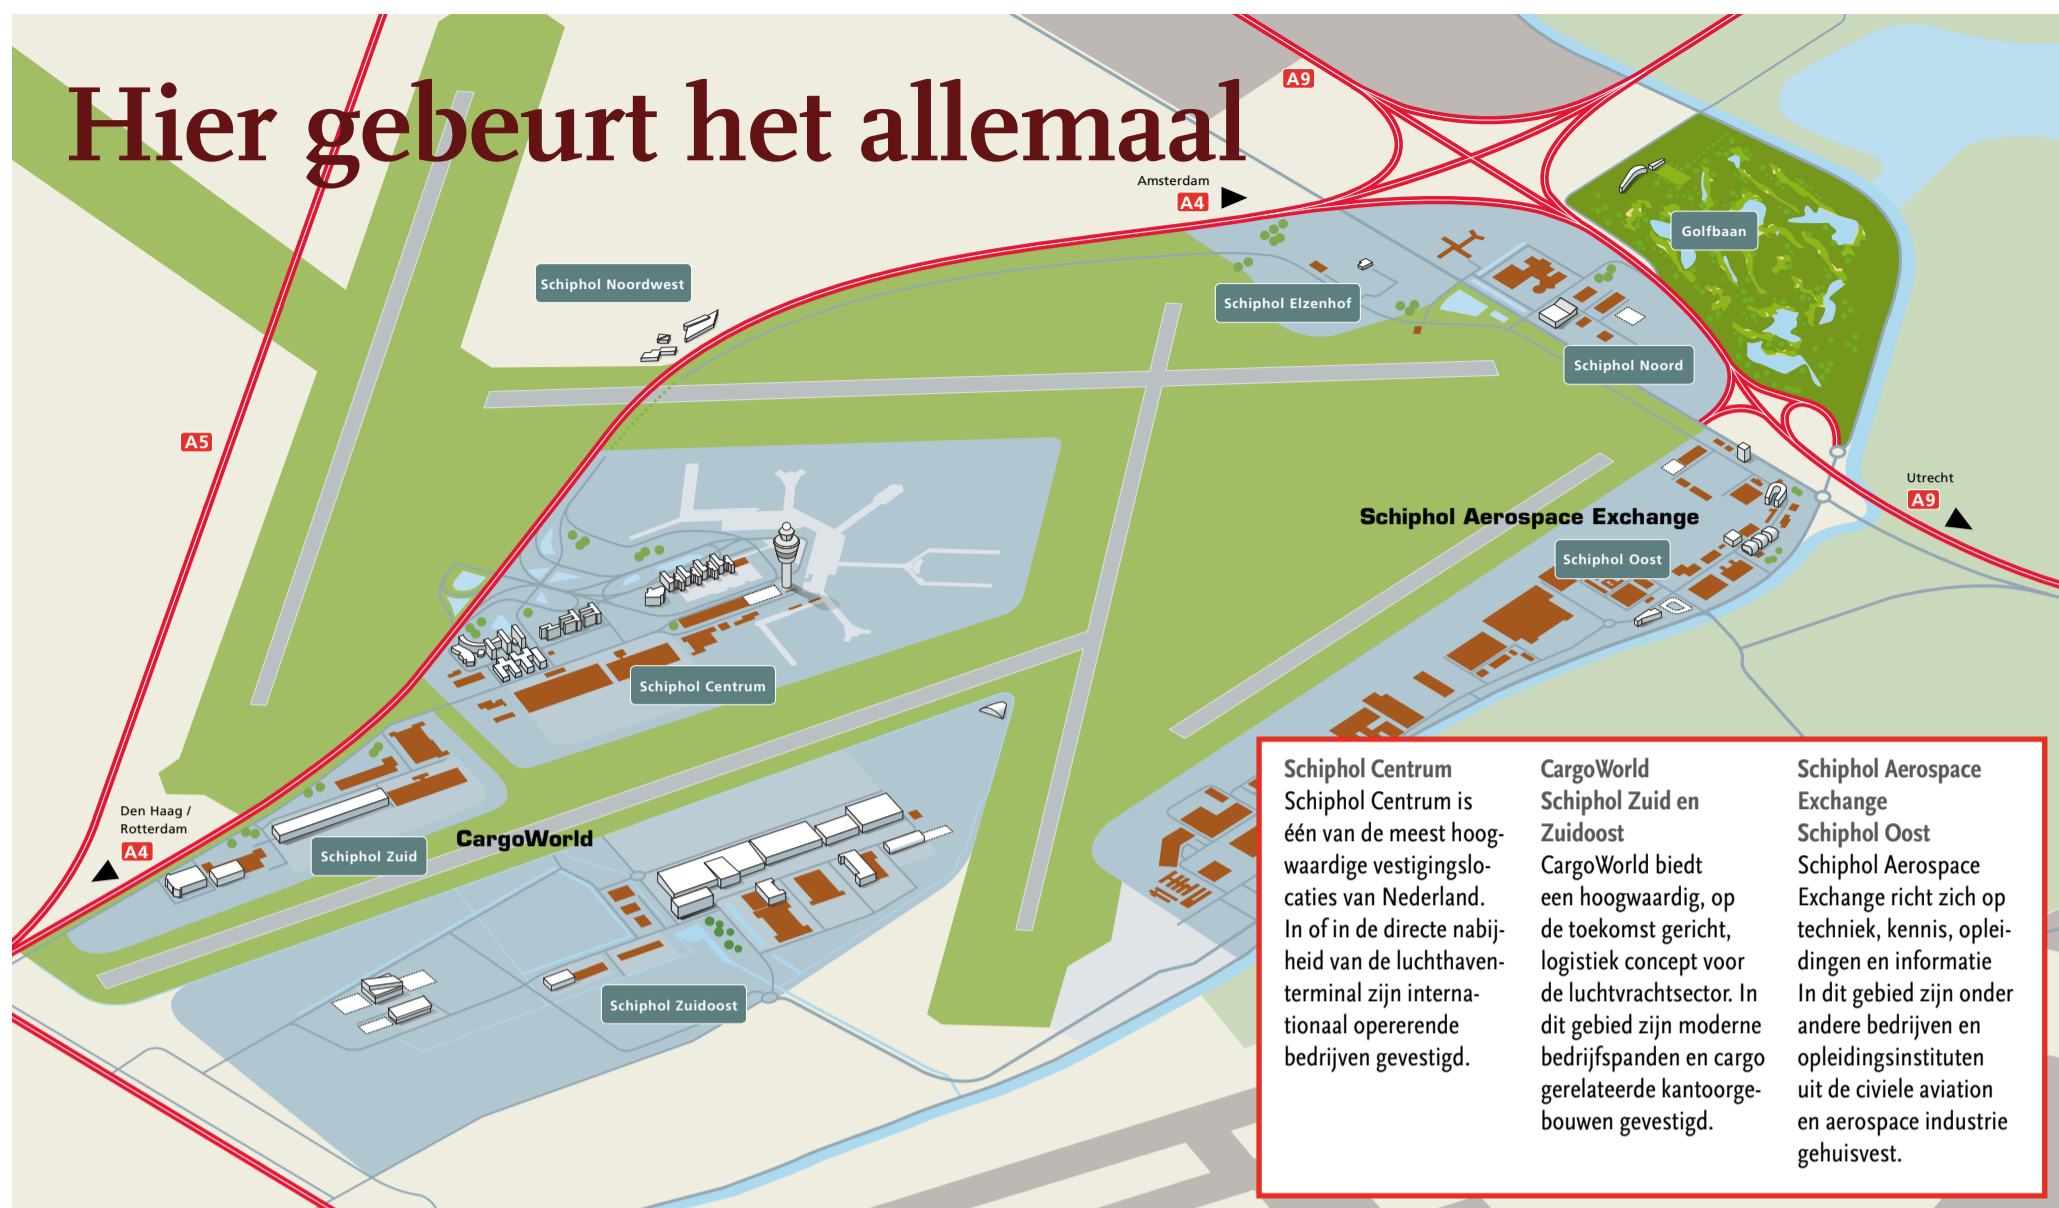 Hier gebeurt het allemaal
A9
Amsterdam
A4
Golfbaan
Schiphol Noordwest
Schiphol Elzenhof
Schiphol Noord
A5
Utrecht
A9
Schiphol Aerospace Exchange
Schiphol Oost
Schiphol Centrum
Den Haag /
Rotterdam
A4
CargoWorld
Schiphol Zuid
Schiphol Zuidoost
Schiphol Centrum
Schiphol Centrum is
één van de meest hoog-
waardige vestigingslo-
caties van Nederland.
In of in de directe nabij-
heid van de luchthaven-
terminal zijn interna-
tionaal opererende
bedrijven gevestigd.
CargoWorld
Schiphol Zuid en
Zuidoost
CargoWorld biedt
een hoogwaardig, op
de toekomst gericht,
logistiek concept voor
de luchtvrachtsector. In
dit gebied zijn moderne
bedrijfspanden en cargo
gerelateerde kantoorge-
bouwen gevestigd.
Schiphol Aerospace
Exchange
Schiphol Oost
Schiphol Aerospace
Exchange richt zich op
techniek, kennis, oplei-
dingen en informatie
In dit gebied zijn onder
andere bedrijven en
opleidingsinstituten
uit de civiele aviation
en aerospace industrie
gehuisvest.